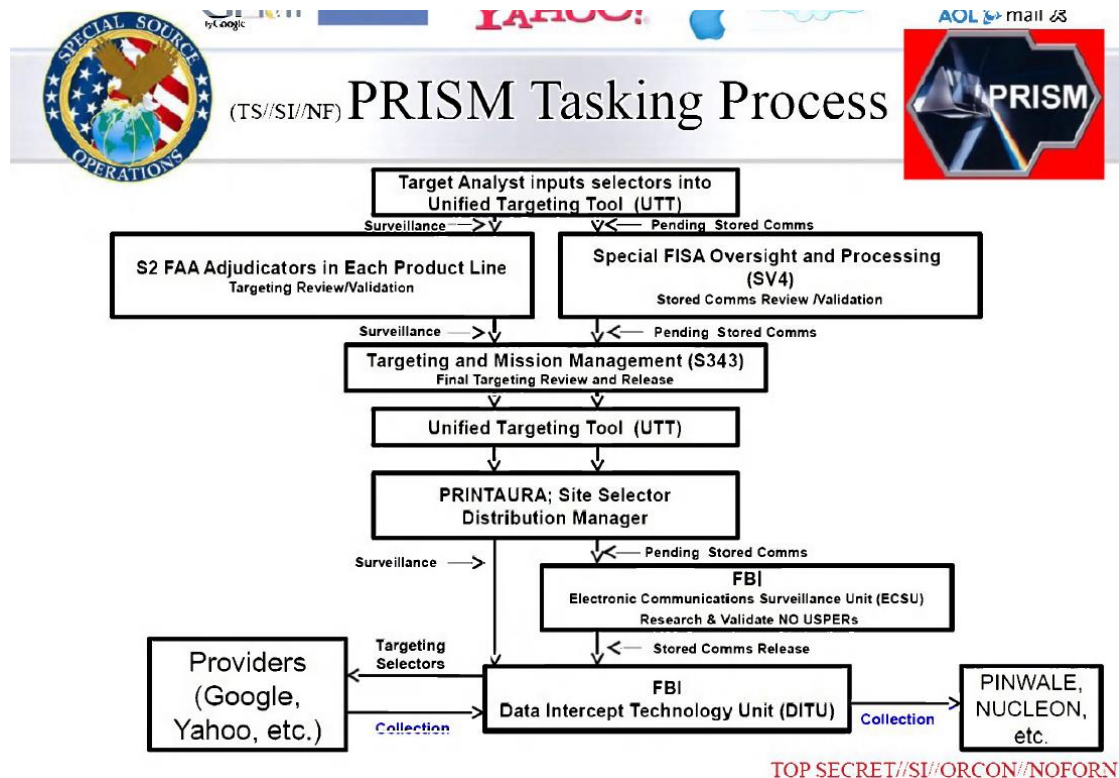 by Google
YAHOO!
AOL mail
SPECIAL SOURCE
OPERATIONS
(TS//SI//NF) PRISM Tasking Process
PRISM
Target Analyst inputs selectors into
Unified Targeting Tool (UTT)
Surveillance
Pending Stored Comms
S2 FAA Adjudicators in Each Product Line
Targeting Review/Validation
Special FISA Oversight and Processing
(SV4)
Stored Comms Review /Validation
Surveillance
Pending Stored Comms
Targeting and Mission Management (S343)
Final Targeting Review and Release
Unified Targeting Tool (UTT)
PRINTAURA; Site Selector
Distribution Manager
Surveillance
Pending Stored Comms
FBI
Electronic Communications Surveillance Unit (ECSU)
Research & Validate NO USPERs
Stored Comms Release
Providers
(Google,
Yahoo, etc.)
Targeting
Selectors
Collection
FBI
Data Intercept Technology Unit (DITU)
Collection
PINWALE,
NUCLEON,
etc.
TOP SECRET//SI//ORCON//NOFORN